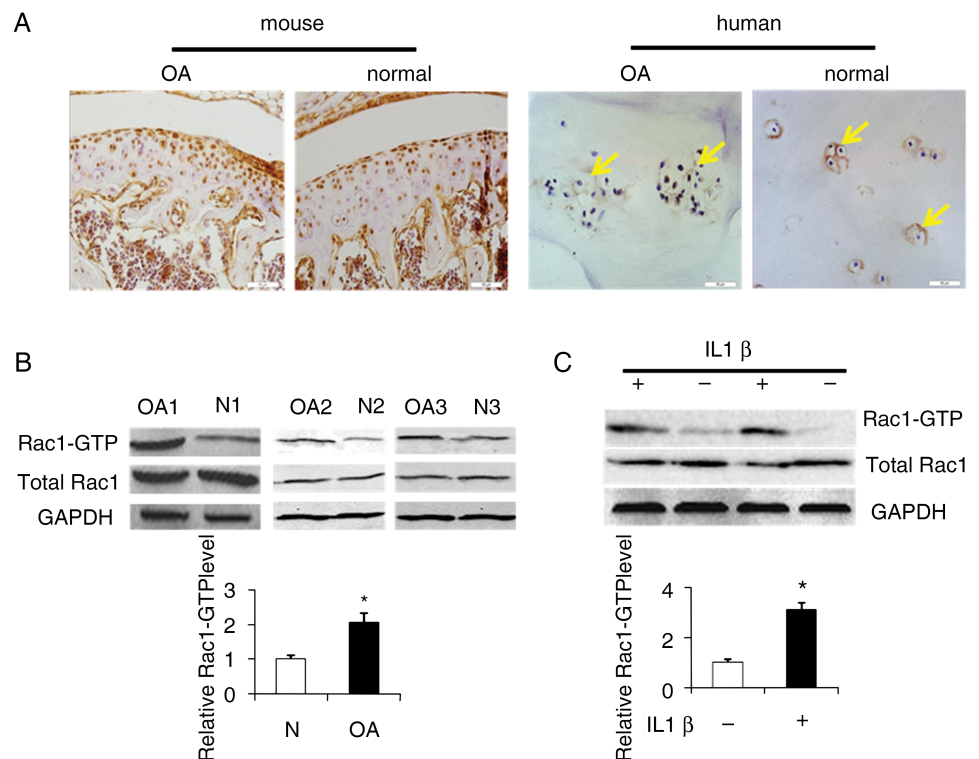 A
mouse
human
OA
normal
OA
normal
B
OA1
N1
OA2
N2
OA3
N3
Rac1-GTP
Total Rac1
GAPDH
Relative Rac1-GTPlevel
3
2
1
0
*
N
OA
C
IL1 β
+
–
+
–
Rac1-GTP
Total Rac1
GAPDH
Relative Rac1-GTPlevel
4
2
0
*
IL1 β
–
+